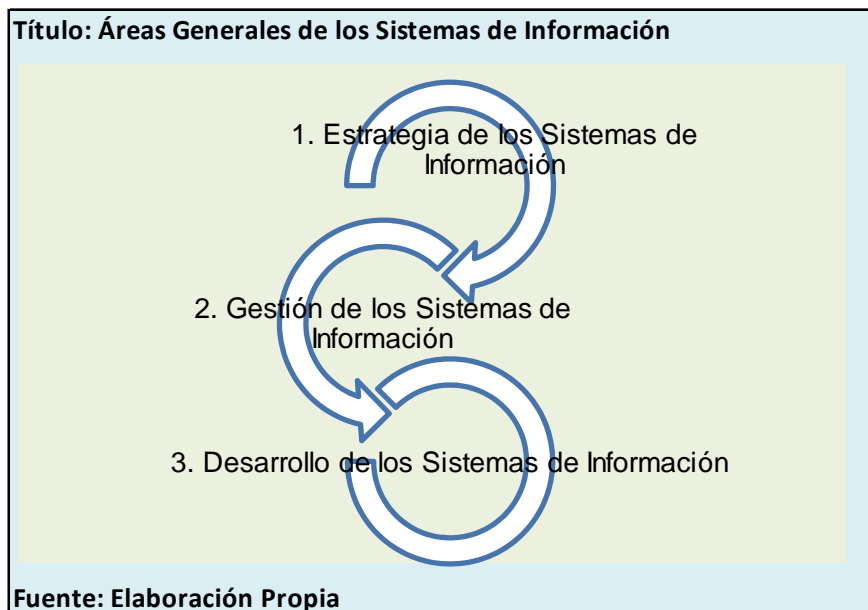 Título: Áreas Generales de los Sistemas de Información
1. Estrategia de los Sistemas de
Información
2. Gestión de los Sistemas de
Información
3. Desarrollo de los Sistemas de Información
Fuente: Elaboración Propia